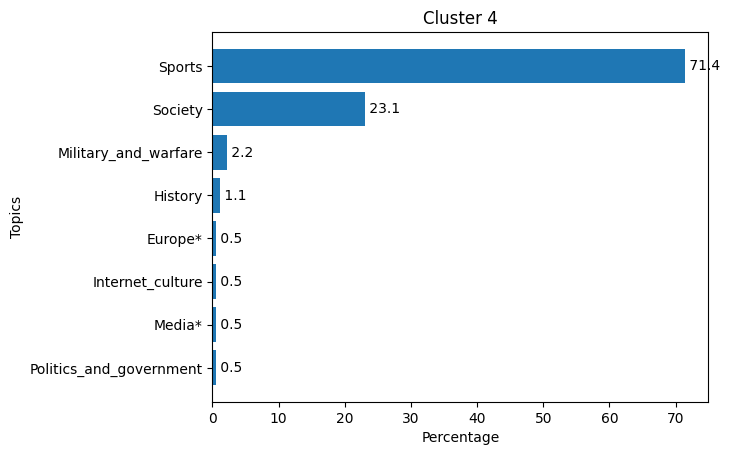 Cluster 4
Topics
Sports 71.4
Society 23.1
Military_and_warfare 2.2
History 1.1
Europe* 0.5
Internet_culture 0.5
Media* 0.5
Politics_and_government 0.5
0 10 20 30 40 50 60 70
Percentage